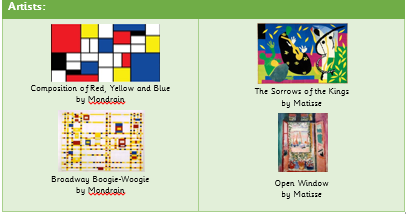 Artists:
Composition of Red, Yellow and Blue
by Mondrain
The Sorrows of the Kings
by Matisse
Broadway Boogie-Woogie
by Mondrain
Open Window
by Matisse